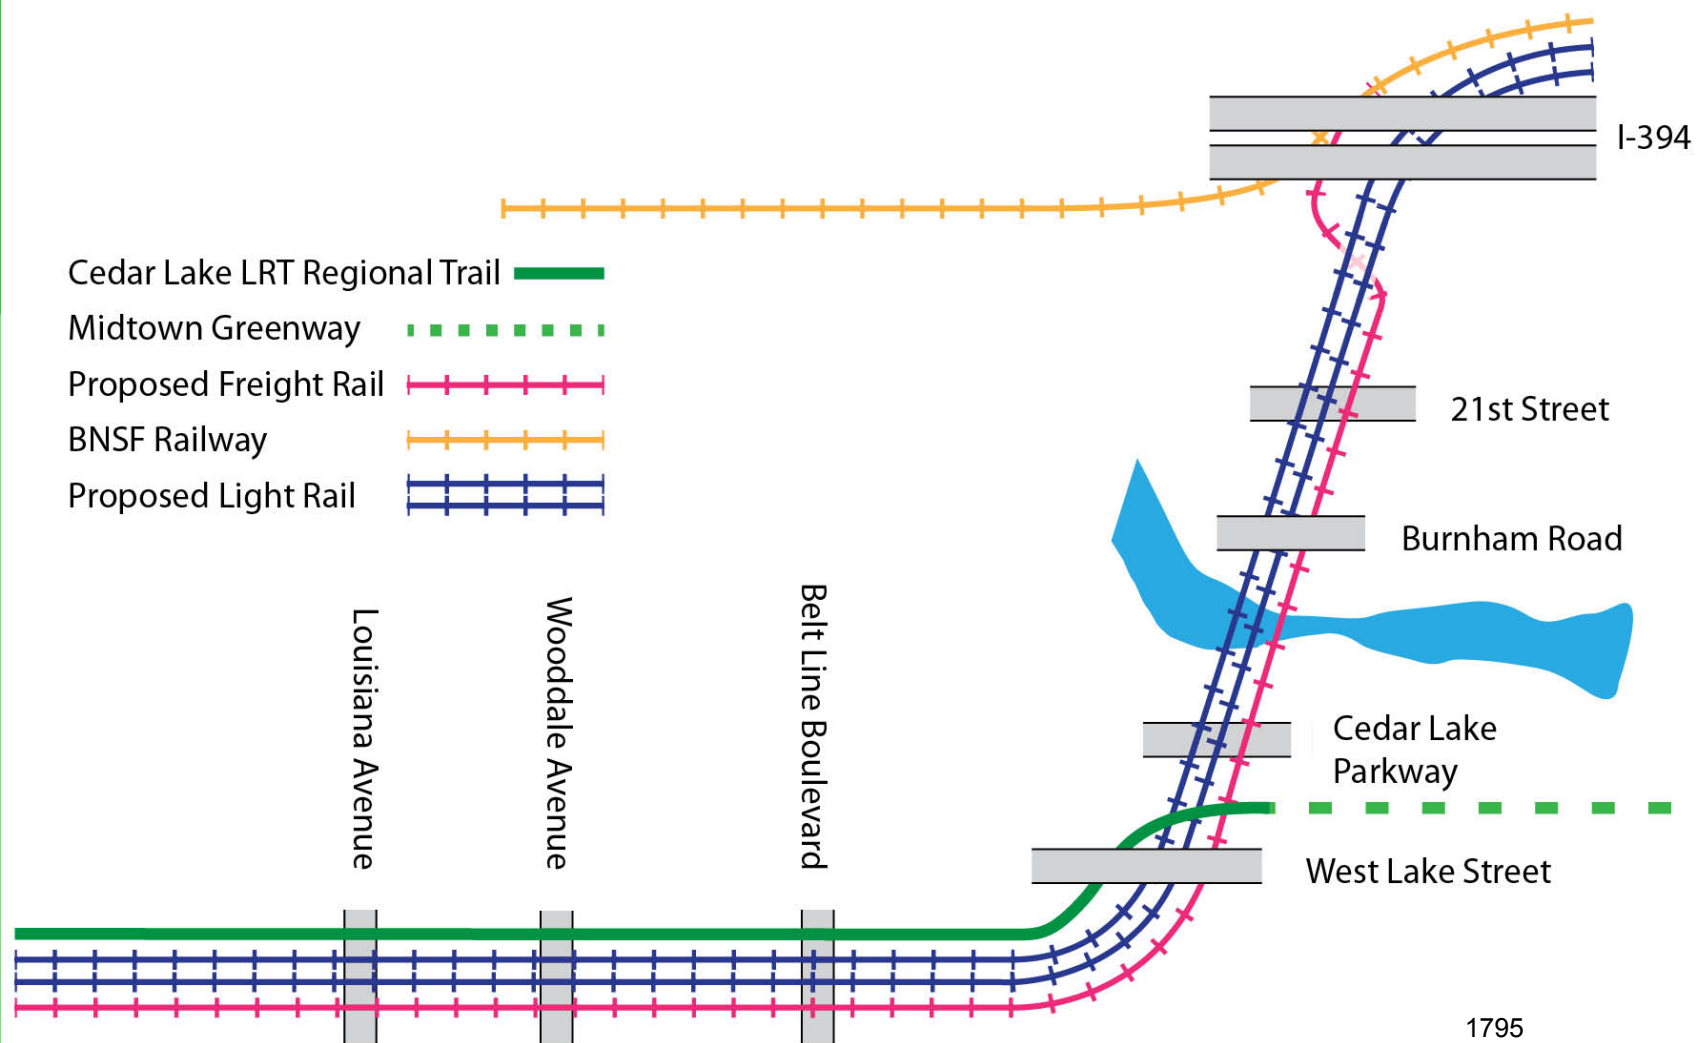 I-394
Cedar Lake LRT Regional Trail
Midtown Greenway
Proposed Freight Rail
BNSF Railway
Proposed Light Rail
21st Street
Burnham Road
Louisiana Avenue
Wooddale Avenue
Belt Line Boulevard
Cedar Lake
Parkway
West Lake Street
1795